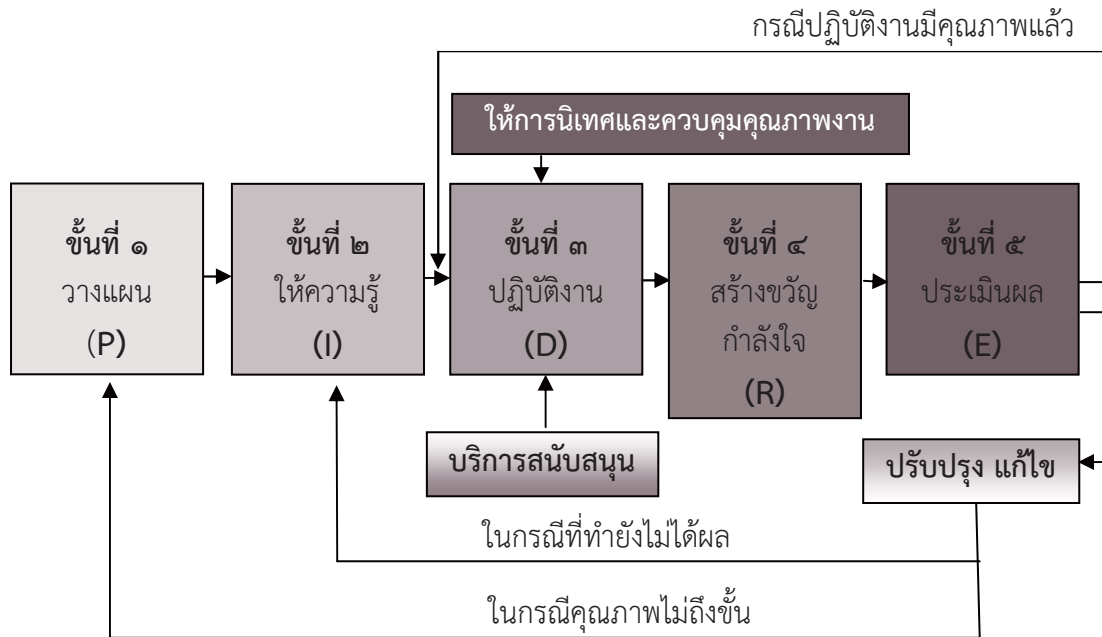 กรณีปฏิบัติงานมีคุณภาพแล้ว
ให้การนิเทศและควบคุมคุณภาพงาน
ขั้นที่ ๑
วางแผน
(P)
ขั้นที่ ๒
ให้ความรู้
(I)
ขั้นที่ ๓
ปฏิบัติงาน
(D)
ขั้นที่ ๔
สร้างขวัญ
กำลังใจ
(R)
ขั้นที่ ๕
ประเมินผล
(E)
บริการสนับสนุน
ปรับปรุง แก้ไข
ในกรณีที่ทำยังไม่ได้ผล
ในกรณีคุณภาพไม่ถึงขั้น